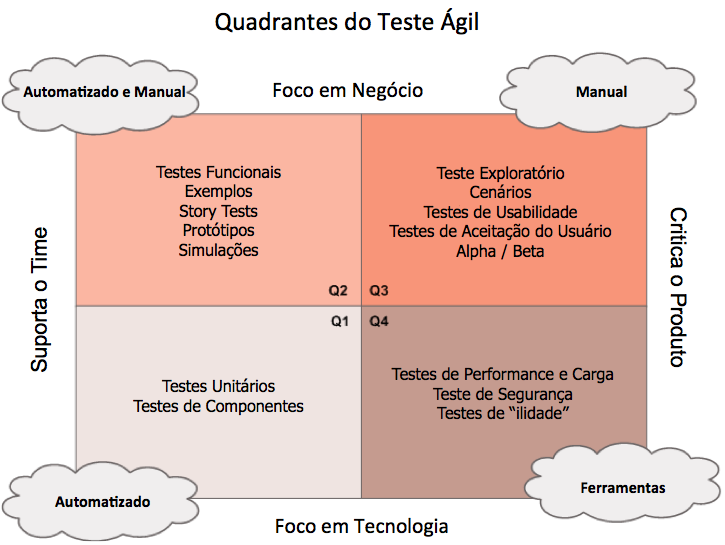 Quadrantes do Teste Ágil
Automatizado e Manual
Foco em Negócio
Manual
Suporta o Time
Testes Funcionais
Exemplos
Story Tests
Protótipos
Simulações
Q2
Teste Exploratório
Cenários
Testes de Usabilidade
Testes de Aceitação do Usuário
Alpha / Beta
Q3
Critica o Produto
Q1
Testes Unitários
Testes de Componentes
Q4
Testes de Performance e Carga
Teste de Segurança
Testes de “ilidade”
Automatizado
Foco em Tecnologia
Ferramentas